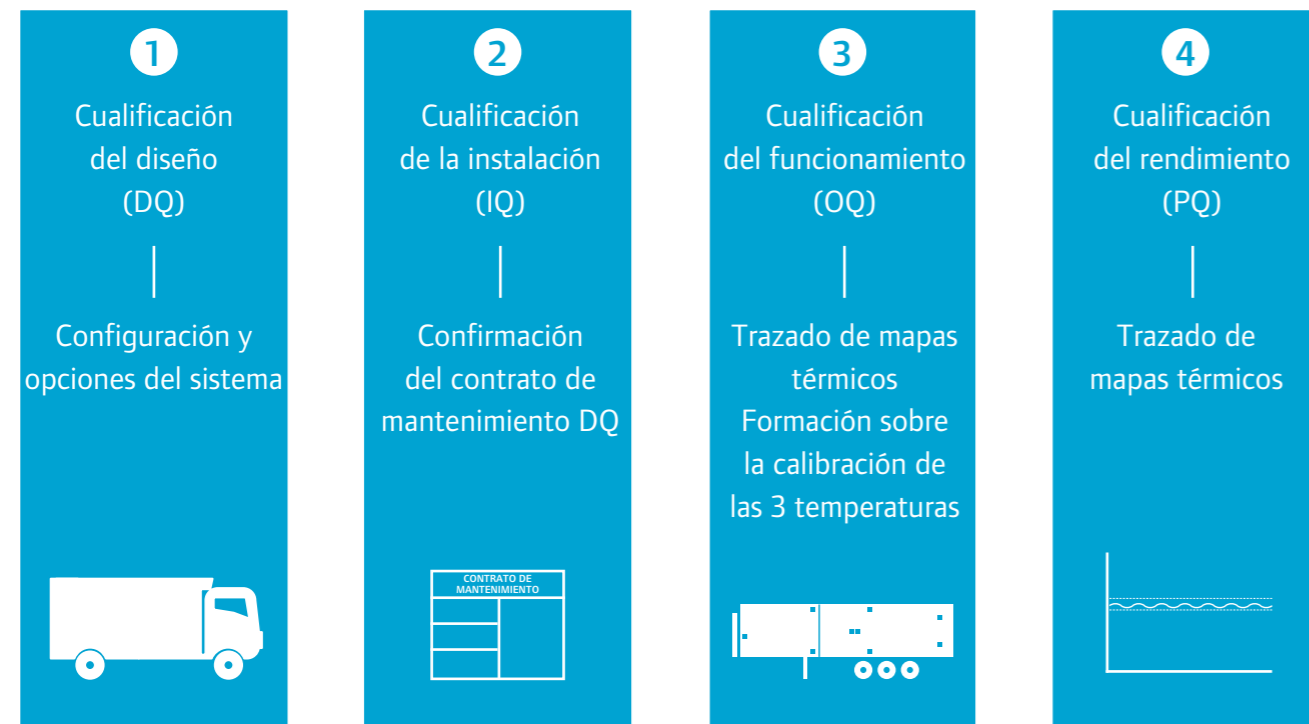 1
Cualificación
del diseño
(DQ)
Configuración y
opciones del sistema
2
Cualificación
de la instalación
(IQ)
Confirmación
del contrato de
mantenimiento DQ
CONTRATO DE
MANTENIMIENTO
3
Cualificación
del funcionamiento
(OQ)
Trazado de mapas
térmicos
Formación sobre
la calibración de
las 3 temperaturas
4
Cualificación
del rendimiento
(PQ)
Trazado de
mapas térmicos